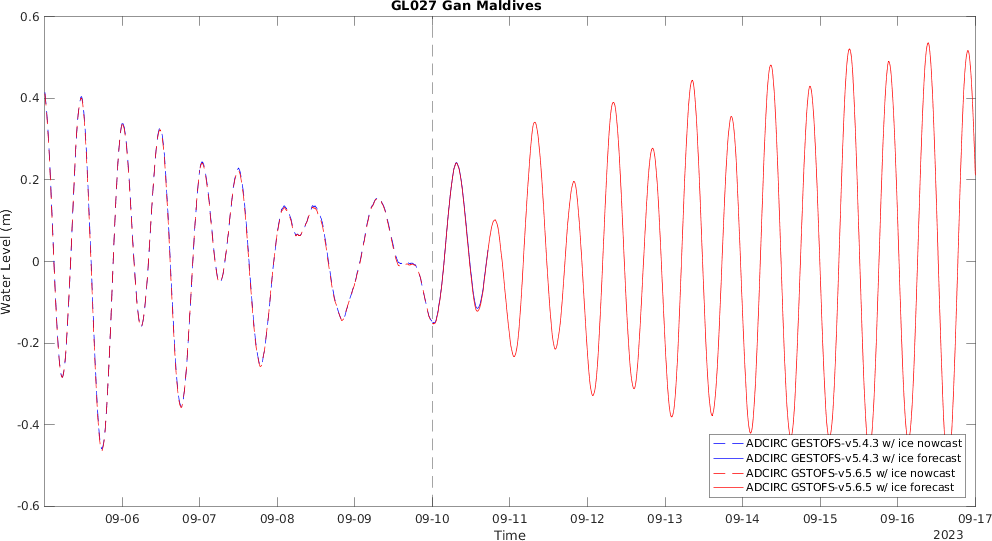 GL027 Gan Maldives
0.6
0.4
0.2
0
-0.2
-0.4
-0.6
Water Level (m)
ADCIRC GESTOFS-v5.4.3 w/ ice nowcast
ADCIRC GESTOFS-v5.4.3 w/ ice forecast
ADCIRC GSTOFS-v5.6.5 w/ ice nowcast
ADCIRC GSTOFS-v5.6.5 w/ ice forecast
09-06 09-07 09-08 09-09 09-10 09-11 09-12 09-13 09-14 09-15 09-16 09-17
Time
2023